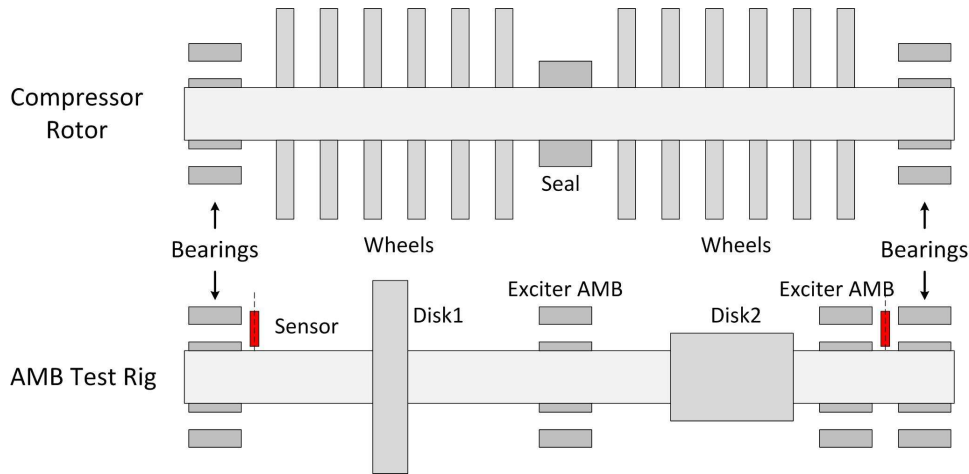 Compressor
Rotor
Seal
Wheels
Wheels
Bearings
Bearings
Exciter AMB
Exciter AMB
Sensor
Disk1
Disk2
AMB Test Rig